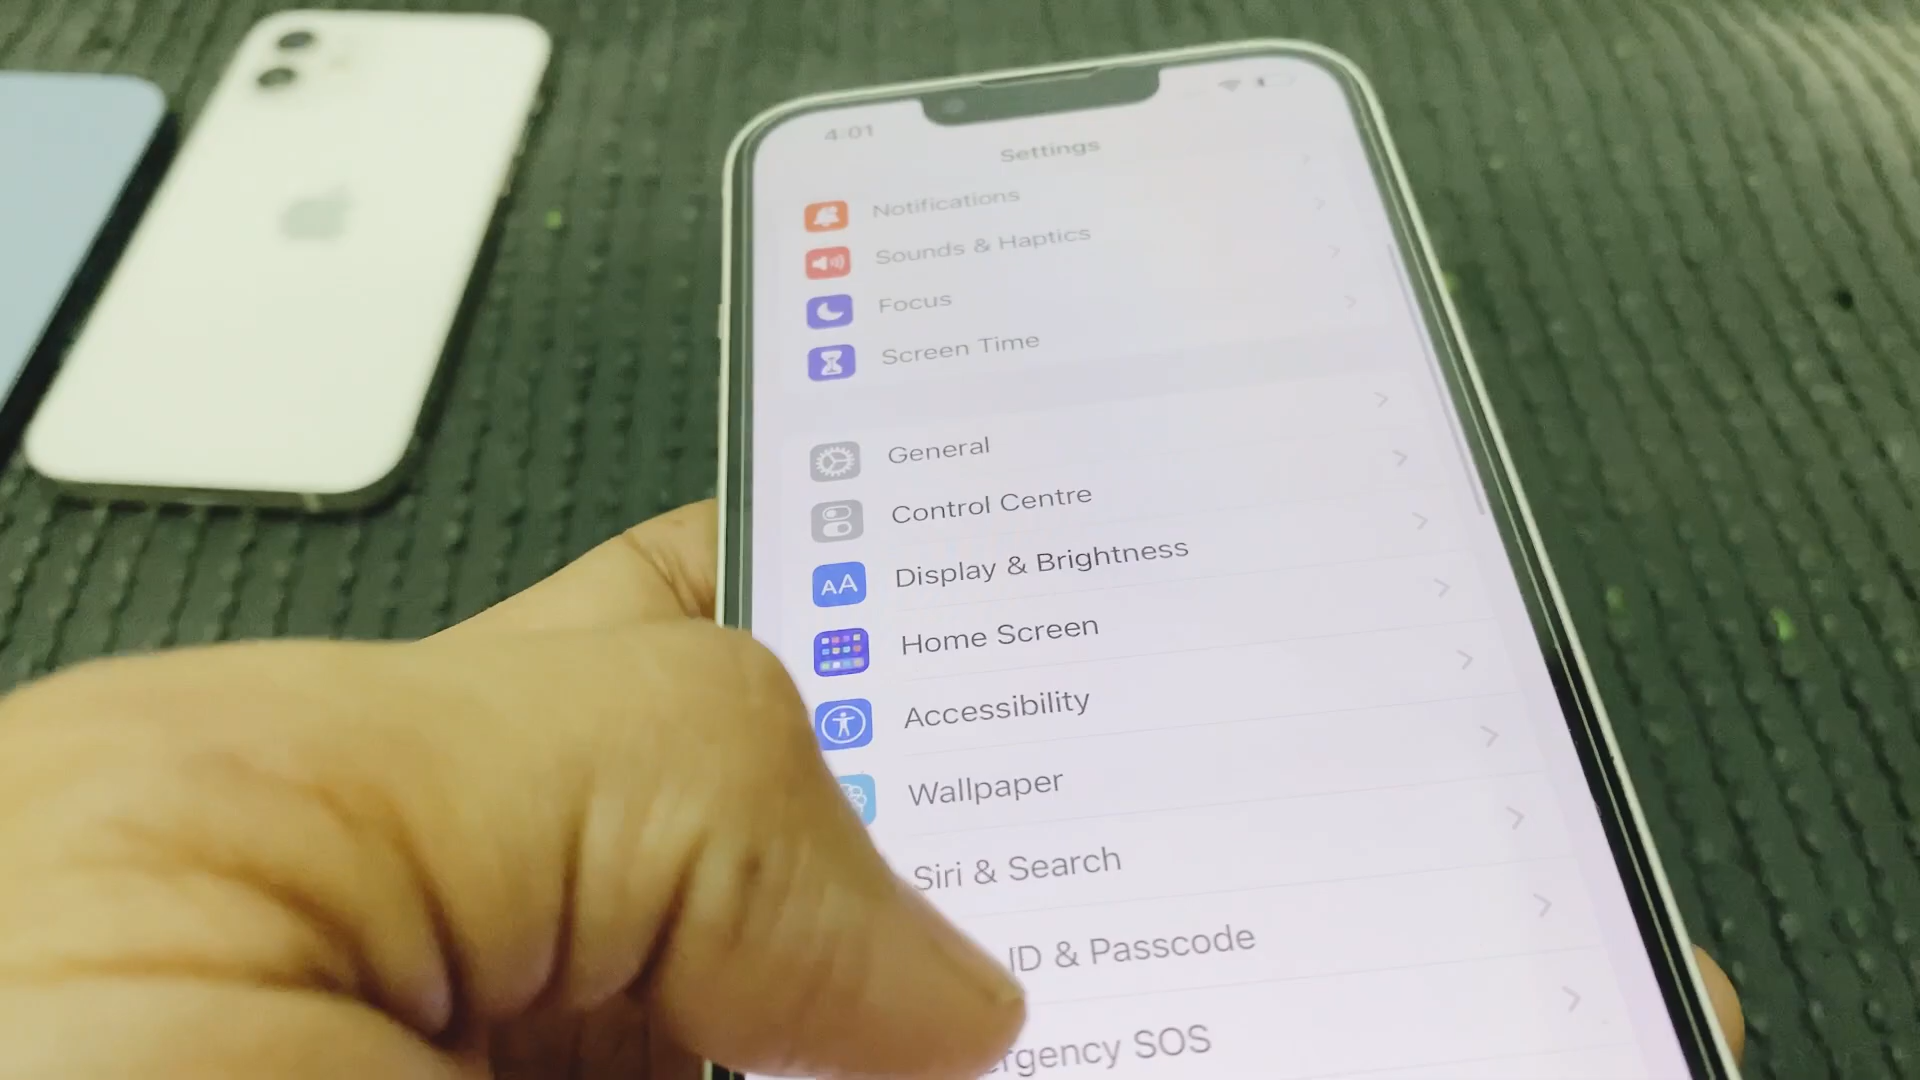 4:01
Settings
Notifications
Sounds & Haptics
Focus
Screen Time
General
Control Centre
AA
Display & Brightness
Home Screen
Accessibility
Wallpaper
Siri & Search
ID & Passcode
rgency SOS